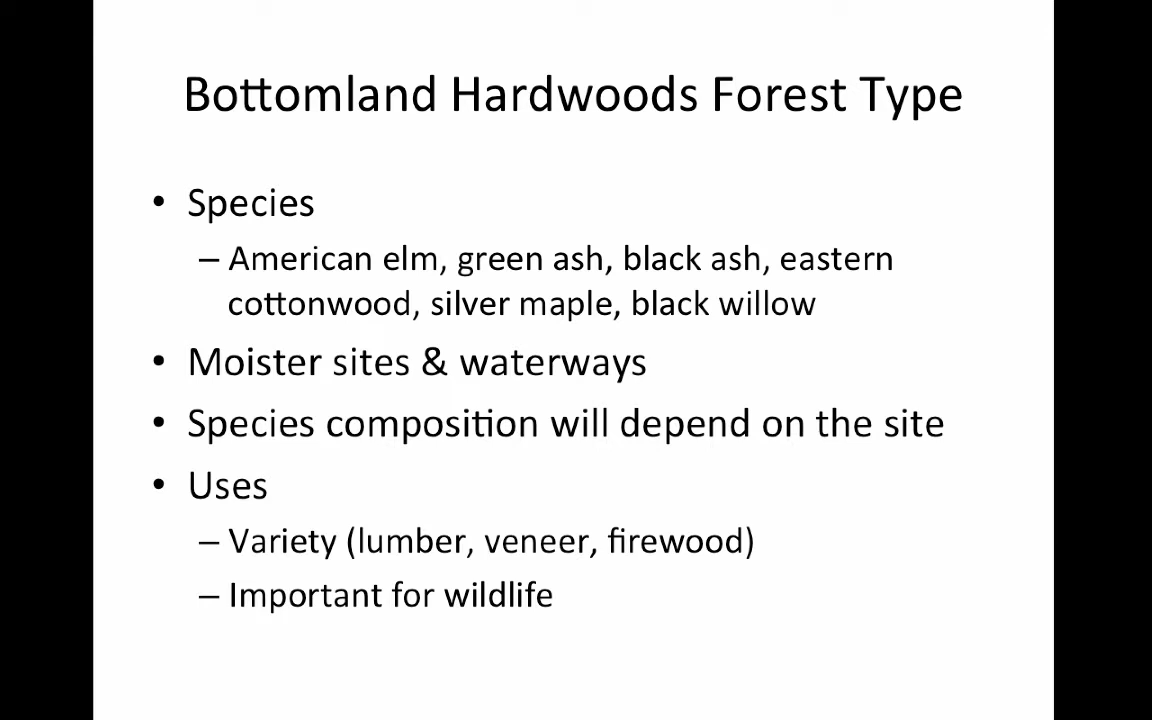 Bottomland Hardwoods Forest Type
• Species
– American elm, green ash, black ash, eastern
cottonwood, silver maple, black willow
• Moister sites & waterways
• Species composition will depend on the site
• Uses
– Variety (lumber, veneer, firewood)
– Important for wildlife